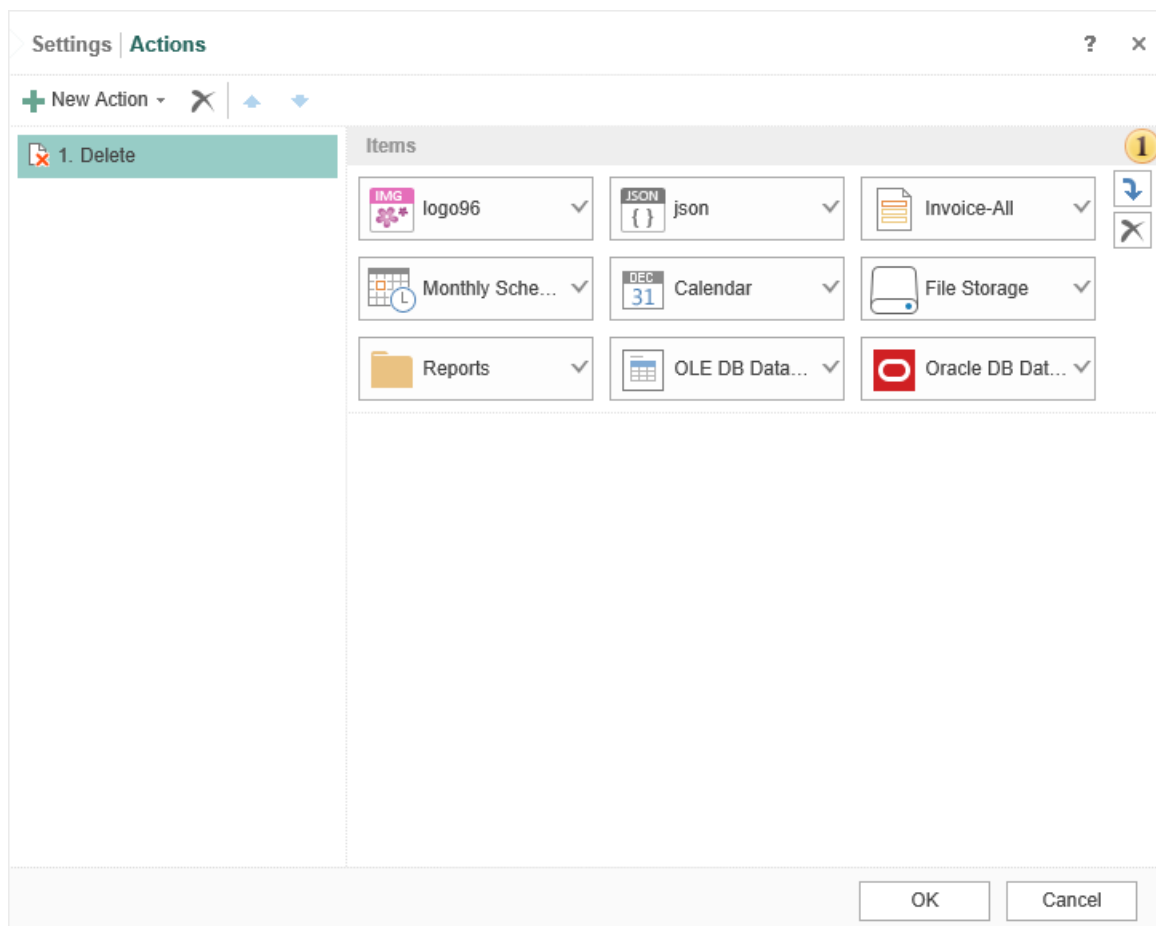 Settings | Actions ? ×
New Action
1. Delete
Items 1
IMG logo96 JSON { } json Invoice-All
Monthly Sche... DEC 31 Calendar File Storage
Reports OLE DB Data... Oracle DB Dat...
OK Cancel